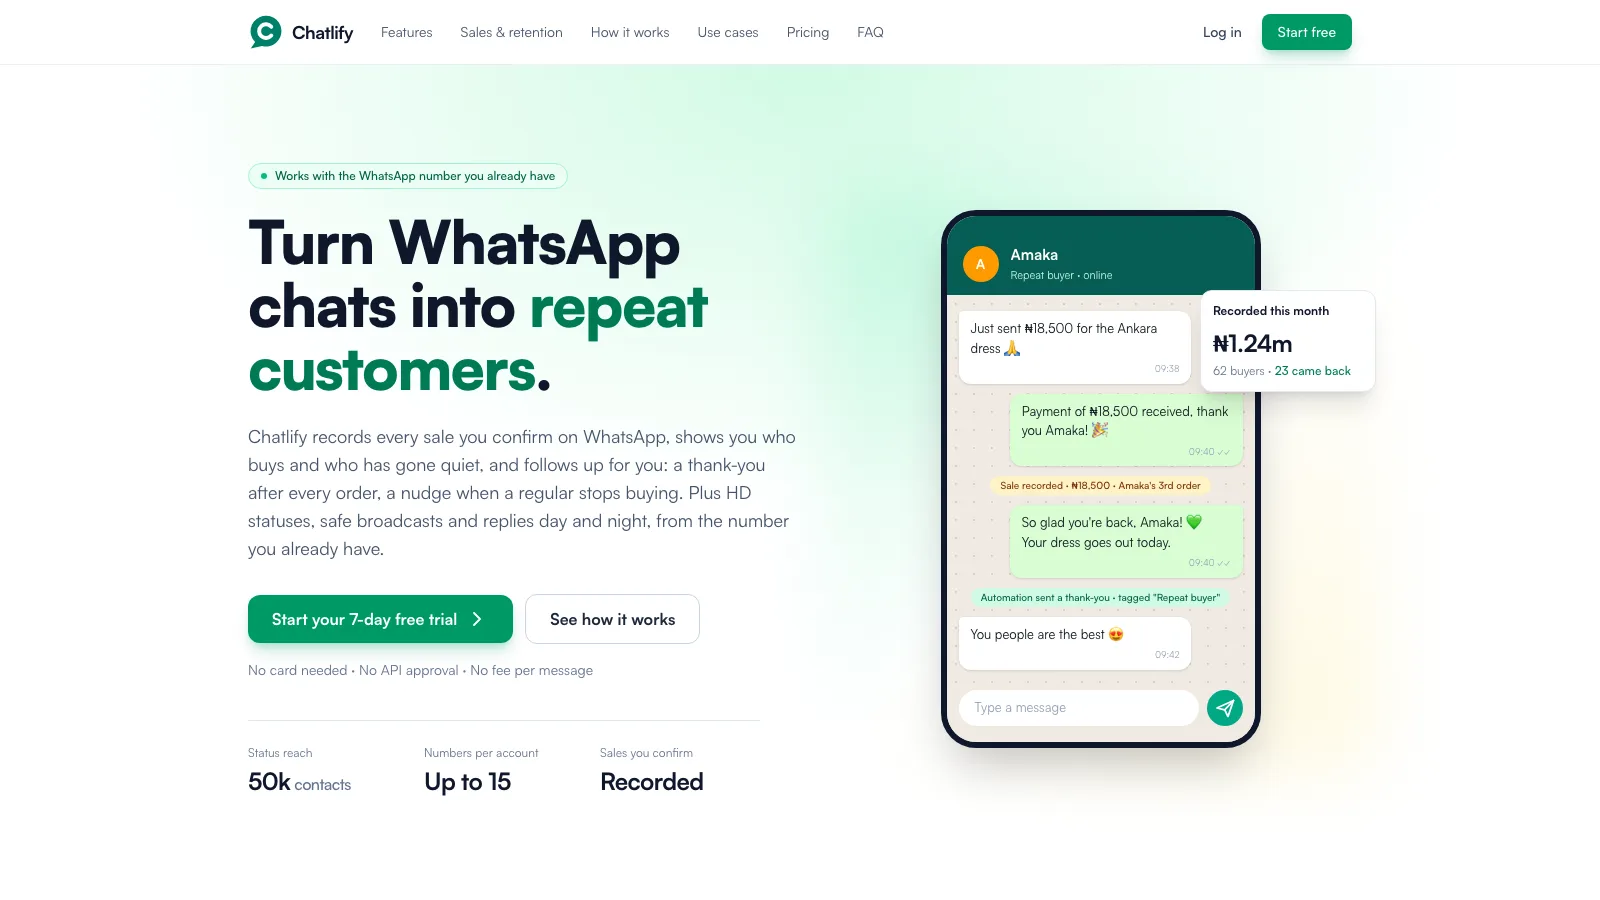 Chatlify
Features
Sales & retention
How it works
Use cases
Pricing
FAQ
Log in
Start free
Works with the WhatsApp number you already have
Turn WhatsApp
chats into repeat
customers.
Chatlify records every sale you confirm on WhatsApp, shows you who
buys and who has gone quiet, and follows up for you: a thank-you
after every order, a nudge when a regular stops buying. Plus HD
statuses, safe broadcasts and replies day and night, from the number
you already have.
Start your 7-day free trial
See how it works
No card needed · No API approval · No fee per message
Status reach
50k contacts
Numbers per account
Up to 15
Sales you confirm
Recorded
A
Amaka
Repeat buyer · online
Just sent ₦18,500 for the Ankara
dress 🙏
09:38
Recorded this month
₦1.24m
62 buyers · 23 came back
Payment of ₦18,500 received, thank
you Amaka! 🎉
09:40 ✓✓
Sale recorded · ₦18,500 · Amaka's 3rd order
So glad you're back, Amaka! 💚
Your dress goes out today.
09:40 ✓✓
Automation sent a thank-you · tagged "Repeat buyer"
You people are the best 😍
09:42
Type a message